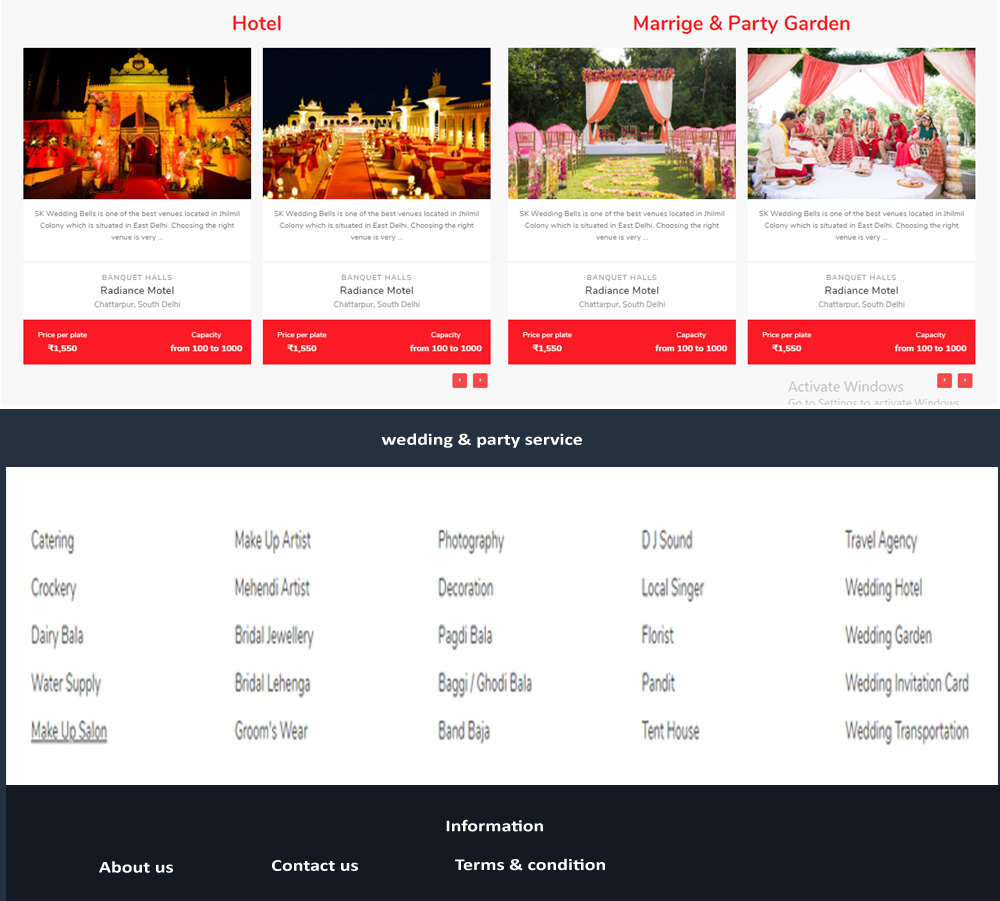 Hotel
SK Wedding Bells is one of the best venues located in Jhilmil
Colony which is situated in East Delhi. Choosing the right
venue is very ...
BANQUET HALLS
Radiance Motel
Chattarpur, South Delhi
Price per plate Capacity
₹1,550 from 100 to 1000
SK Wedding Bells is one of the best venues located in Jhilmil
Colony which is situated in East Delhi. Choosing the right
venue is very ...
BANQUET HALLS
Radiance Motel
Chattarpur, South Delhi
Price per plate Capacity
₹1,550 from 100 to 1000
Marrige & Party Garden
SK Wedding Bells is one of the best venues located in Jhilmil
Colony which is situated in East Delhi. Choosing the right
venue is very ...
BANQUET HALLS
Radiance Motel
Chattarpur, South Delhi
Price per plate Capacity
₹1,550 from 100 to 1000
SK Wedding Bells is one of the best venues located in Jhilmil
Colony which is situated in East Delhi. Choosing the right
venue is very ...
BANQUET HALLS
Radiance Motel
Chattarpur, South Delhi
Price per plate Capacity
₹1,550 from 100 to 1000
Activate Windows
Go to Settings to activate Windows.
wedding & party service
Catering Make Up Artist Photography D J Sound Travel Agency
Crockery Mehendi Artist Decoration Local Singer Wedding Hotel
Dairy Bala Bridal Jewellery Pagdi Bala Florist Wedding Garden
Water Supply Bridal Lehenga Baggi / Ghodi Bala Pandit Wedding Invitation Card
Make Up Salon Groom's Wear Band Baja Tent House Wedding Transportation
Information
About us Contact us Terms & condition